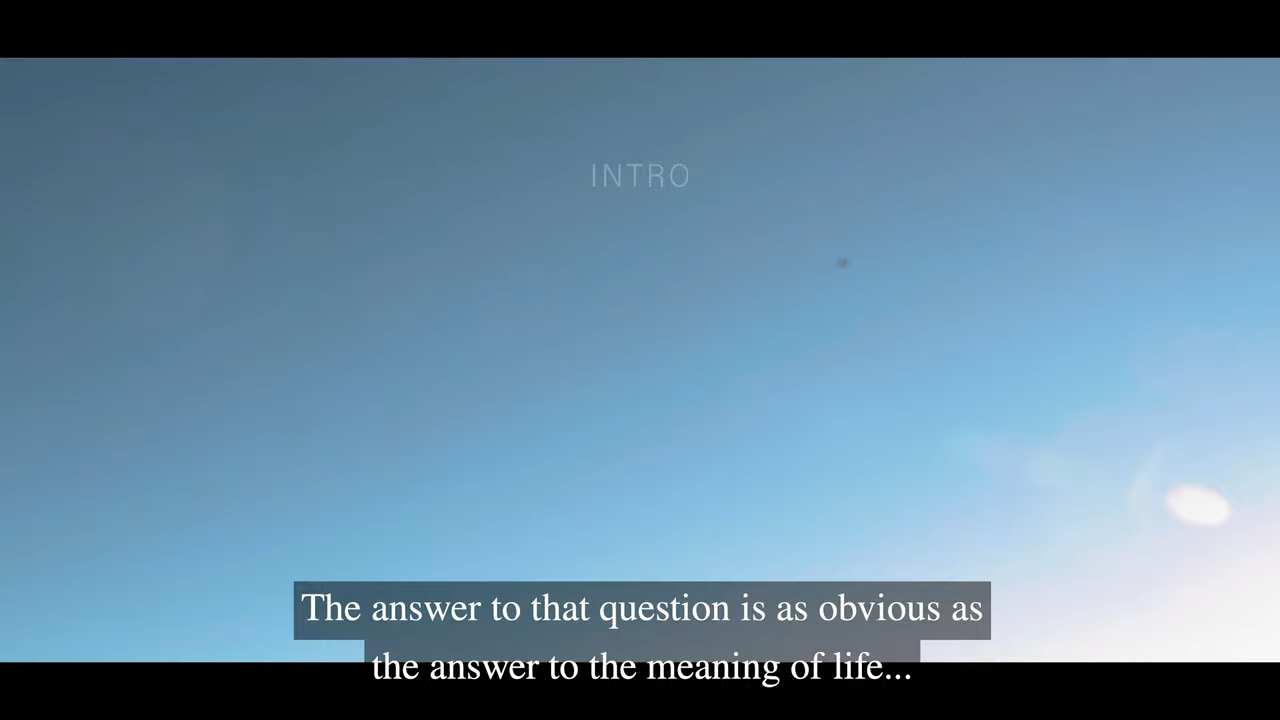 INTRO
The answer to that question is as obvious as
the answer to the meaning of life...